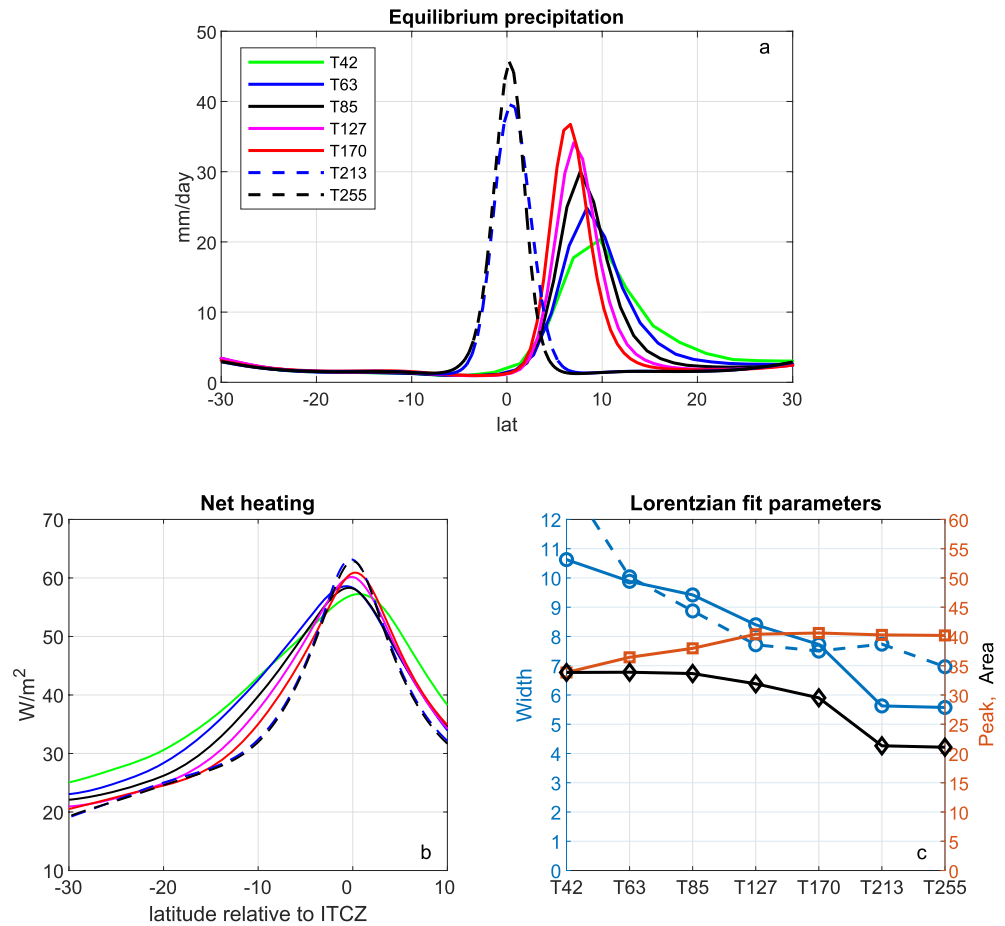 Equilibrium precipitation
50
a
T42
T63
40
T85
T127
T170
30
T213
T255
mm/day
20
10
0
-30 -20 -10 0 10 20 30
lat
Net heating
70
60
50
40
30
20
10
W/m2
b
-30 -20 -10 0 10
latitude relative to ITCZ
Lorentzian fit parameters
12 60
11 55
10 50
9 45
8 40
7 35
6 30
5 25
4 20
3 15
2 10
1 5
0 0
Width
Peak, Area
c
T42 T63 T85 T127 T170 T213 T255